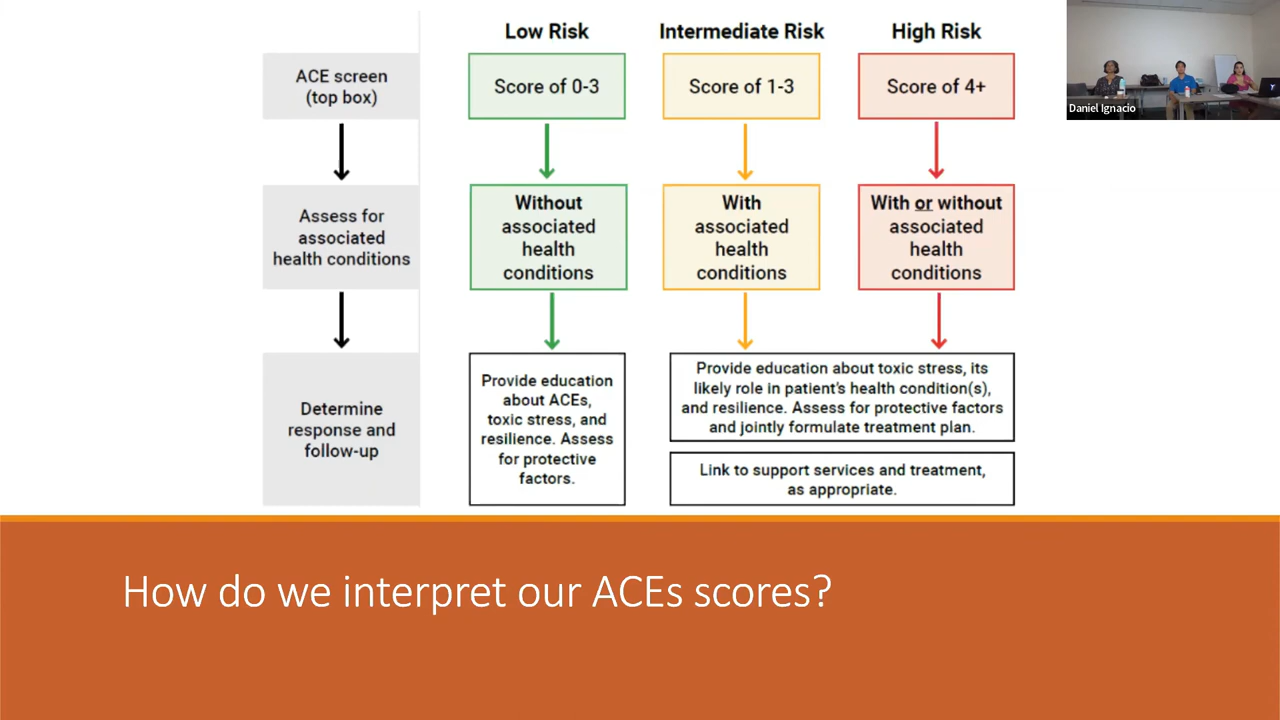 Low Risk
Intermediate Risk
High Risk
ACE screen
(top box)
Score of 0-3
Score of 1-3
Score of 4+
Daniel Ignacio
Assess for
associated
health conditions
Without
associated
health
conditions
With
associated
health
conditions
With or without
associated
health
conditions
Determine
response and
follow-up
Provide education
about ACEs,
toxic stress, and
resilience. Assess
for protective
factors.
Provide education about toxic stress, its
likely role in patient's health condition(s),
and resilience. Assess for protective factors
and jointly formulate treatment plan.
Link to support services and treatment,
as appropriate.
How do we interpret our ACEs scores?